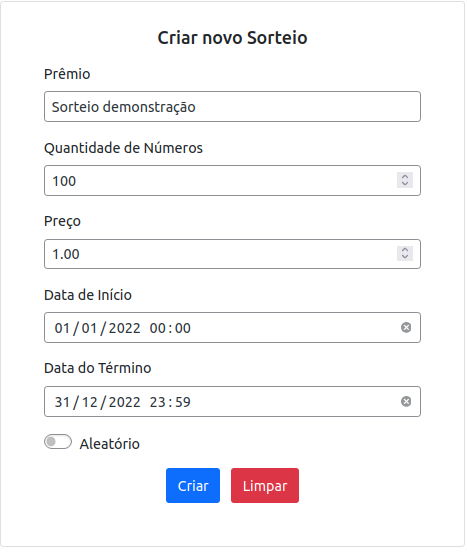 Criar novo Sorteio
Prêmio
Sorteio demonstração
Quantidade de Números
100
Preço
1.00
Data de Início
01/01/2022 00:00
Data do Término
31/12/2022 23:59
Aleatório
Criar Limpar